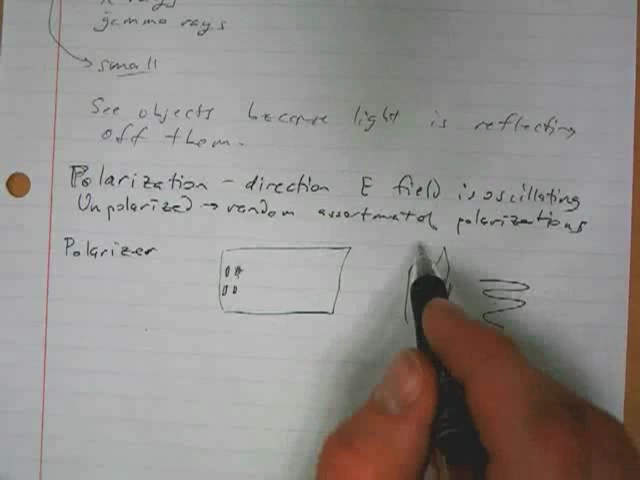 x rays
gamma rays
small
See objects because light is reflecting
off them.
Polarization - direction E field is oscillating
Unpolarized → random assortment of polarizations
Polarizer